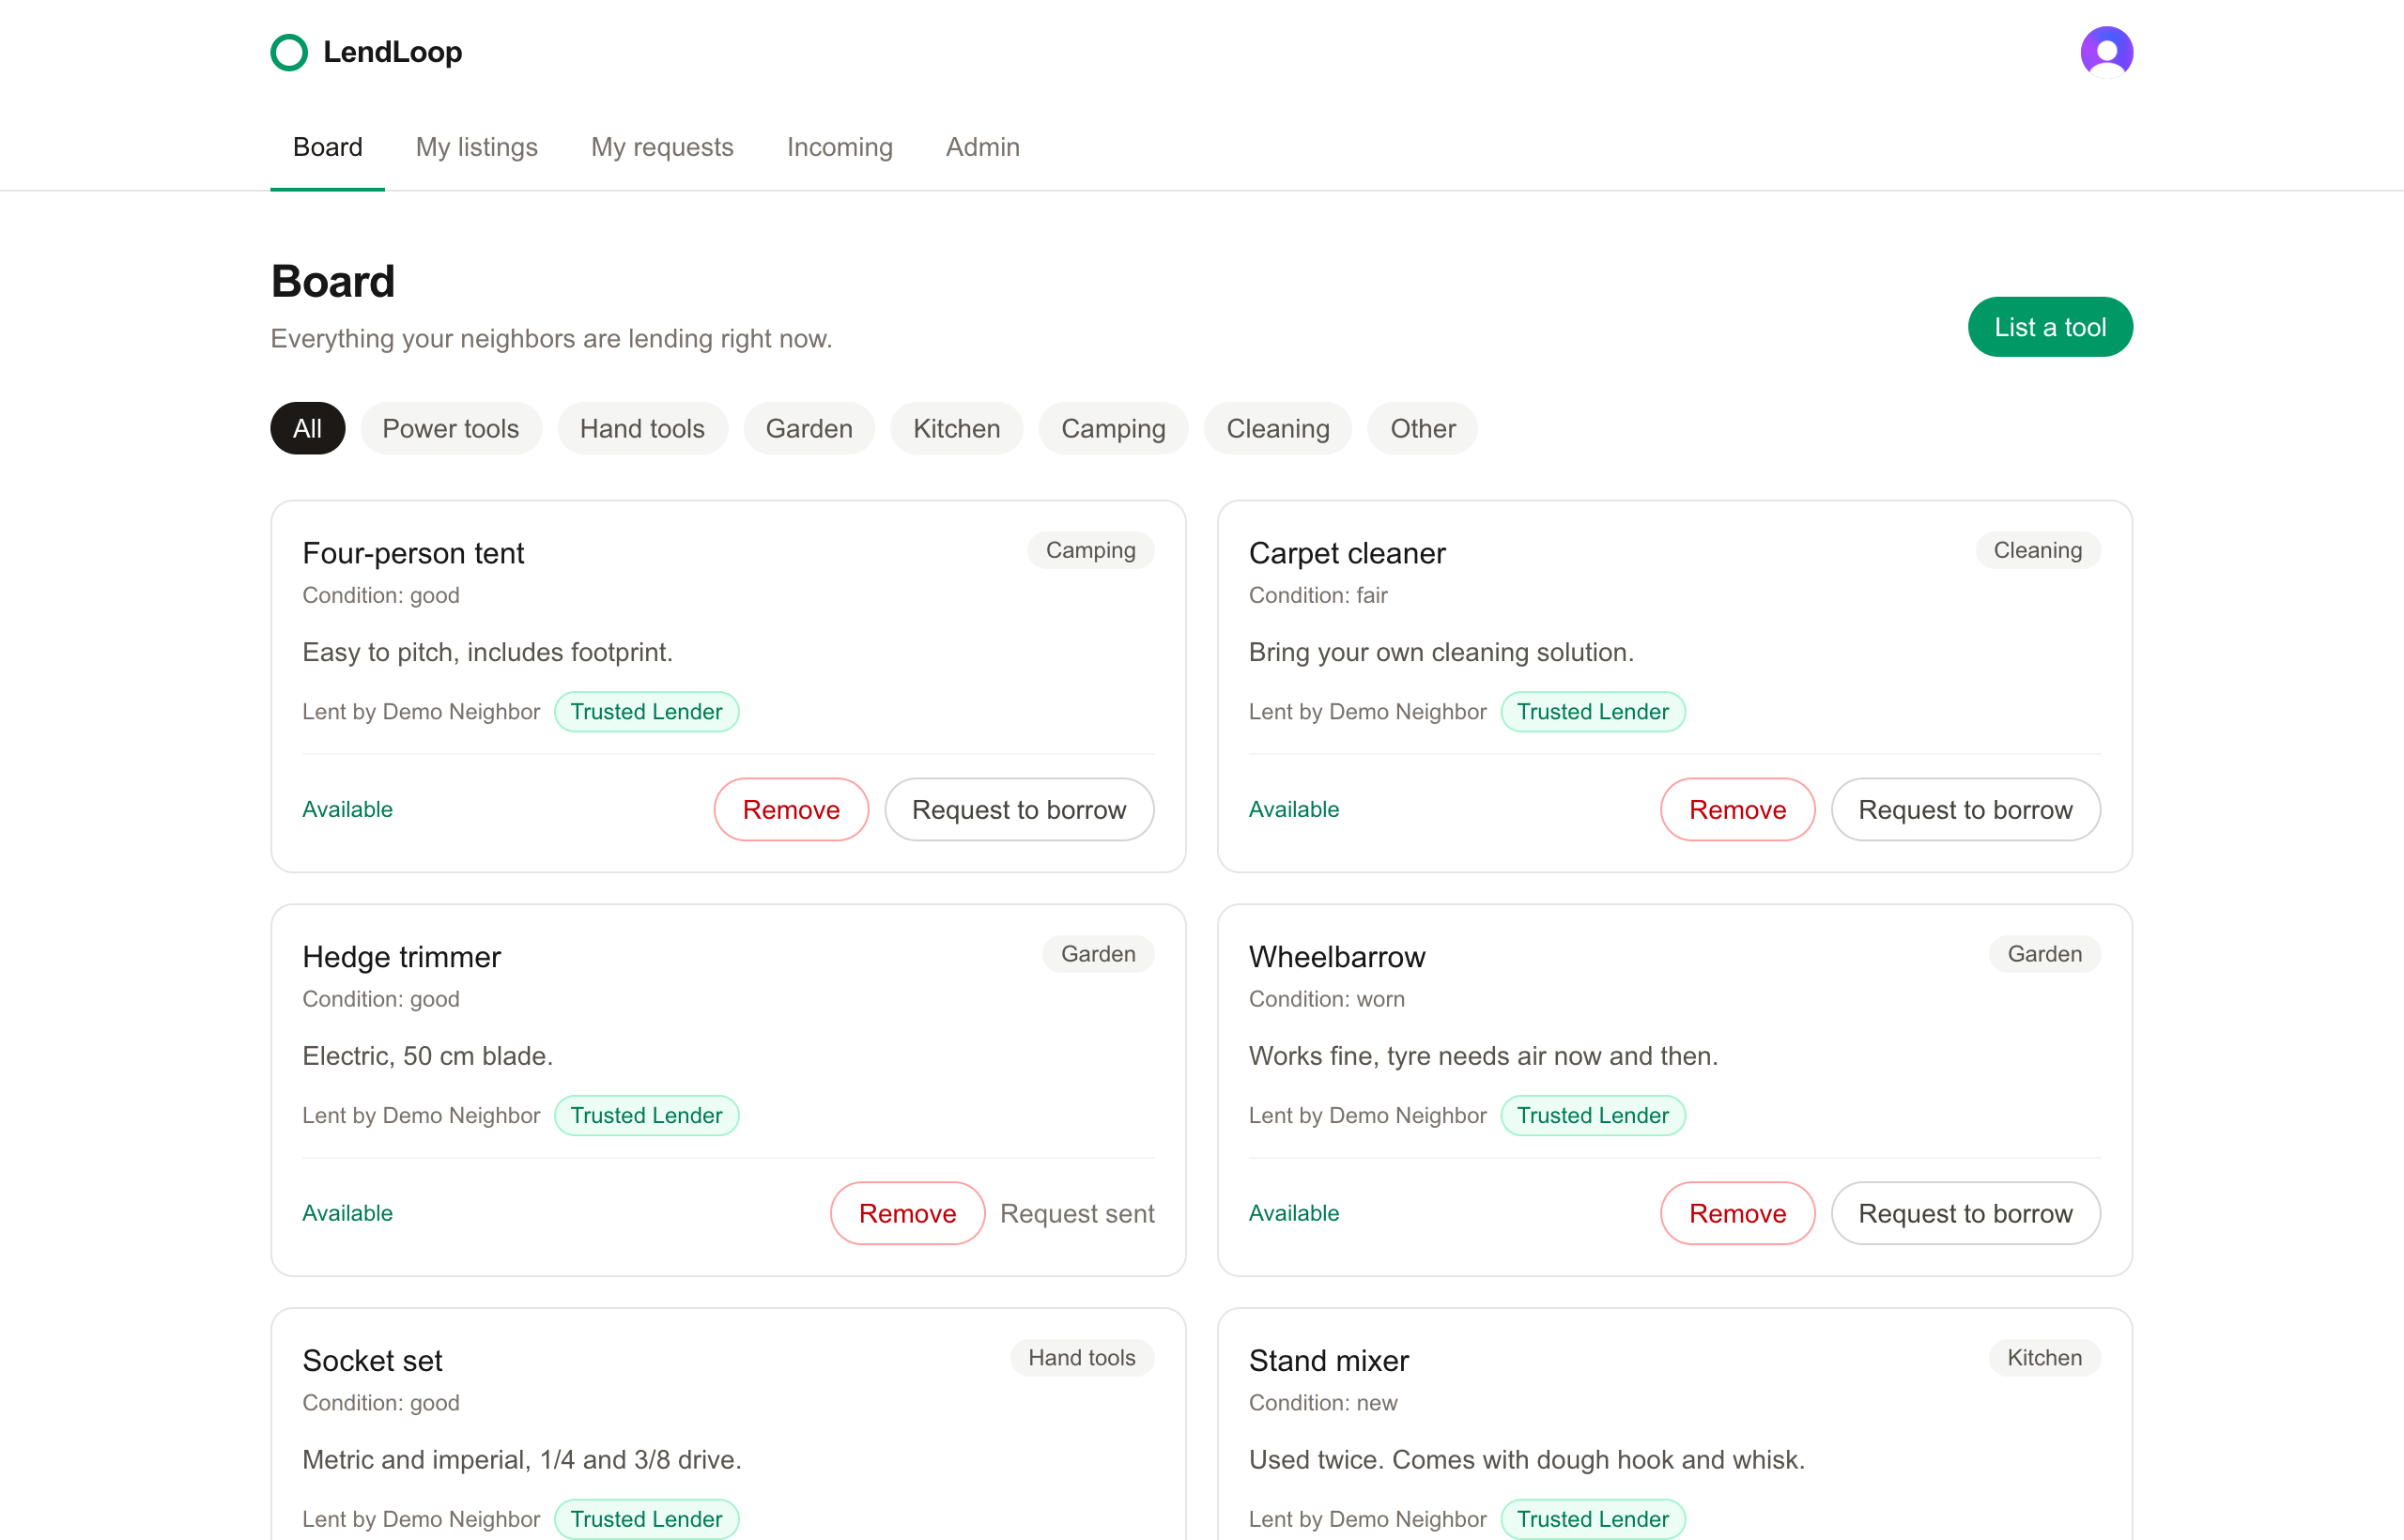 LendLoop
Board My listings My requests Incoming Admin
Board
Everything your neighbors are lending right now.
List a tool
All Power tools Hand tools Garden Kitchen Camping Cleaning Other
Four-person tent Camping
Condition: good
Easy to pitch, includes footprint.
Lent by Demo Neighbor Trusted Lender
Available Remove Request to borrow
Carpet cleaner Cleaning
Condition: fair
Bring your own cleaning solution.
Lent by Demo Neighbor Trusted Lender
Available Remove Request to borrow
Hedge trimmer Garden
Condition: good
Electric, 50 cm blade.
Lent by Demo Neighbor Trusted Lender
Available Remove Request sent
Wheelbarrow Garden
Condition: worn
Works fine, tyre needs air now and then.
Lent by Demo Neighbor Trusted Lender
Available Remove Request to borrow
Socket set Hand tools
Condition: good
Metric and imperial, 1/4 and 3/8 drive.
Lent by Demo Neighbor Trusted Lender
Stand mixer Kitchen
Condition: new
Used twice. Comes with dough hook and whisk.
Lent by Demo Neighbor Trusted Lender